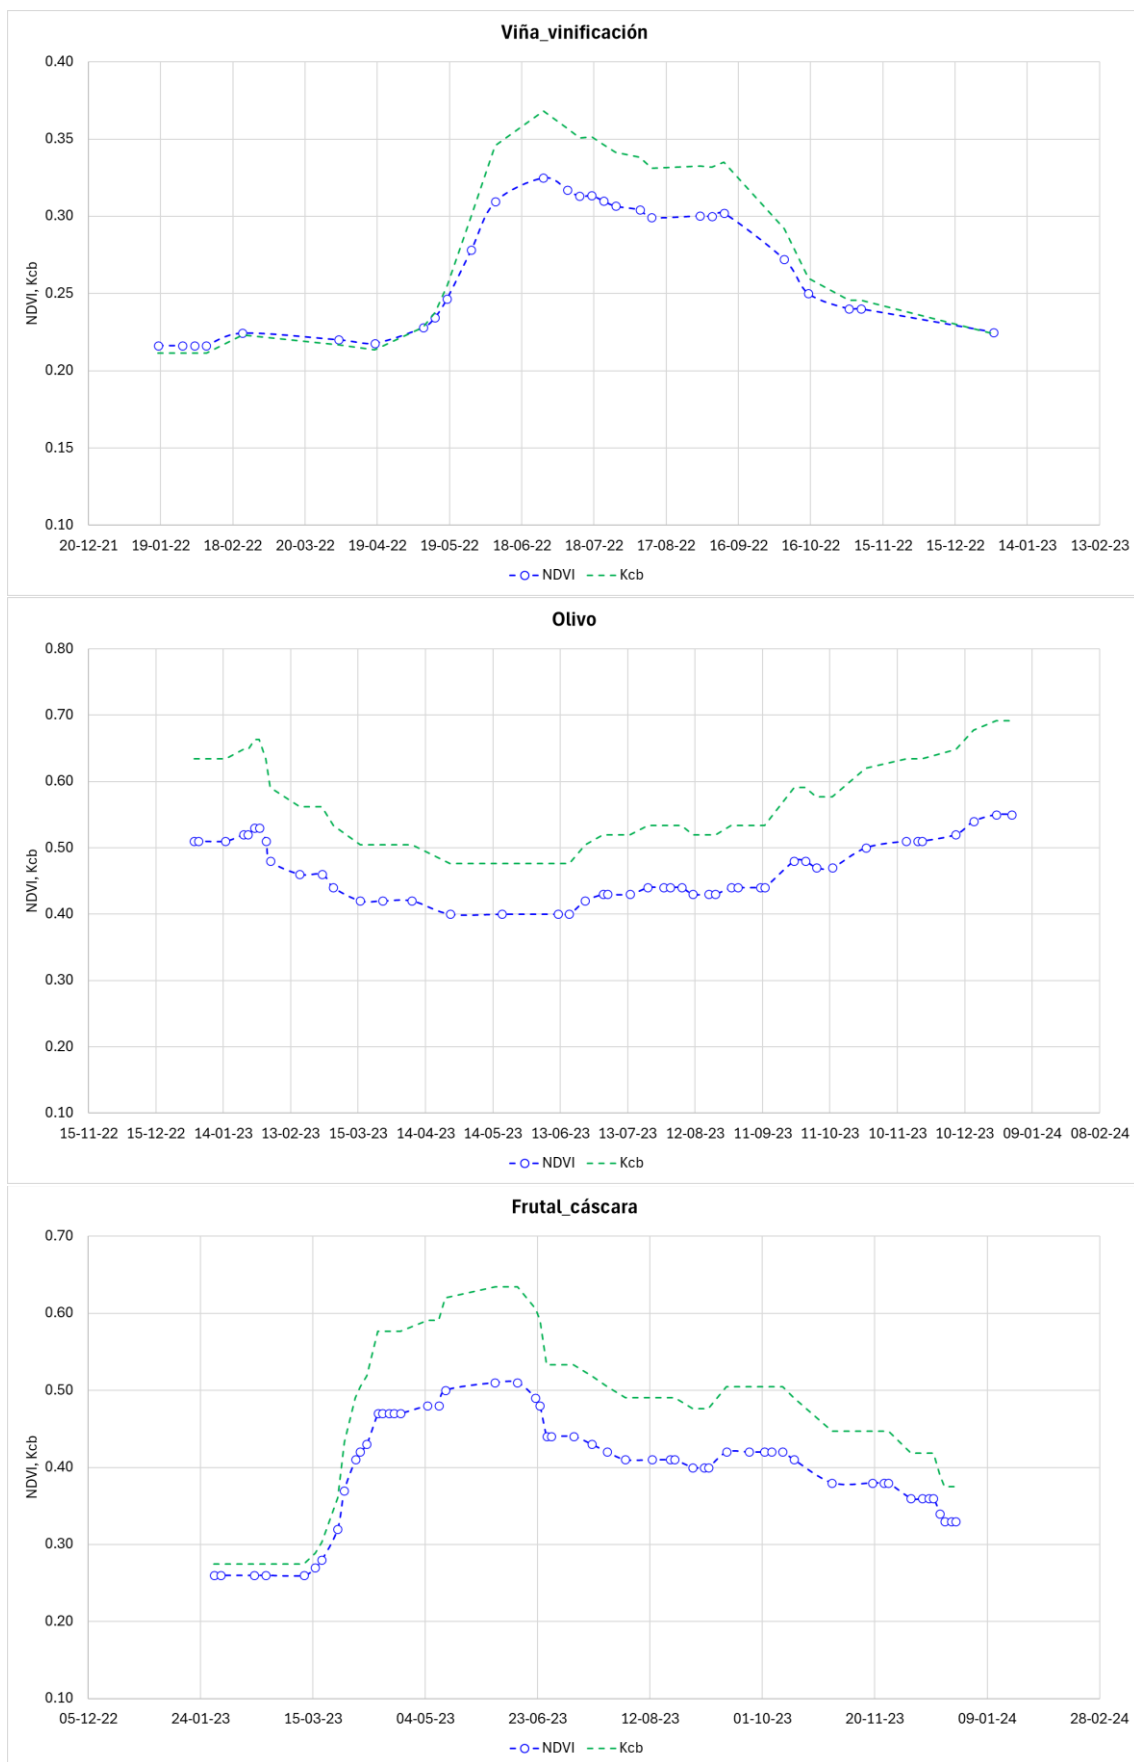 Viña_vinificación
0.40
0.35
0.30
0.25
0.20
0.15
0.10
NDVI, Kcb
20-12-21 19-01-22 18-02-22 20-03-22 19-04-22 19-05-22 18-06-22 18-07-22 17-08-22 16-09-22 16-10-22 15-11-22 15-12-22 14-01-23 13-02-23
NDVI Kcb
Olivo
0.80
0.70
0.60
0.50
0.40
0.30
0.20
0.10
NDVI, Kcb
15-11-22 15-12-22 14-01-23 13-02-23 15-03-23 14-04-23 14-05-23 13-06-23 13-07-23 12-08-23 11-09-23 11-10-23 10-11-23 10-12-23 09-01-24 08-02-24
NDVI Kcb
Frutal_cáscara
0.70
0.60
0.50
0.40
0.30
0.20
0.10
NDVI, Kcb
05-12-22 24-01-23 15-03-23 04-05-23 23-06-23 12-08-23 01-10-23 20-11-23 09-01-24 28-02-24
NDVI Kcb